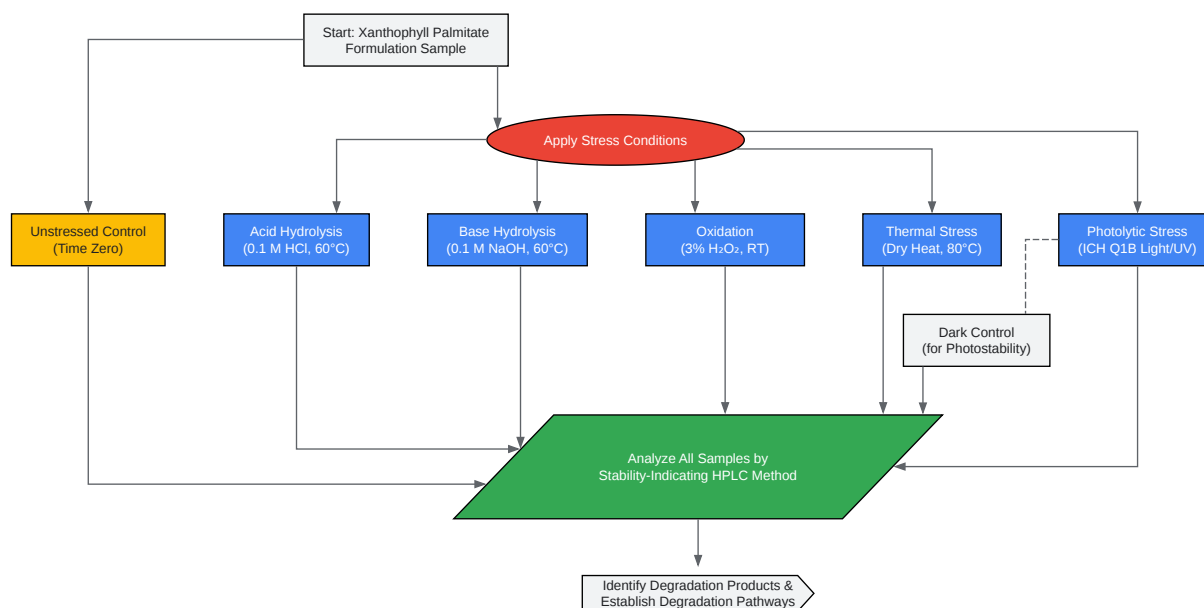 Start: Xanthophyll Palmitate
Formulation Sample
Apply Stress Conditions
Unstressed Control
(Time Zero)
Acid Hydrolysis
(0.1 M HCl, 60°C)
Base Hydrolysis
(0.1 M NaOH, 60°C)
Oxidation
(3% H₂O₂, RT)
Thermal Stress
(Dry Heat, 80°C)
Photolytic Stress
(ICH Q1B Light/UV)
Dark Control
(for Photostability)
Analyze All Samples by
Stability-Indicating HPLC Method
Identify Degradation Products &
Establish Degradation Pathways